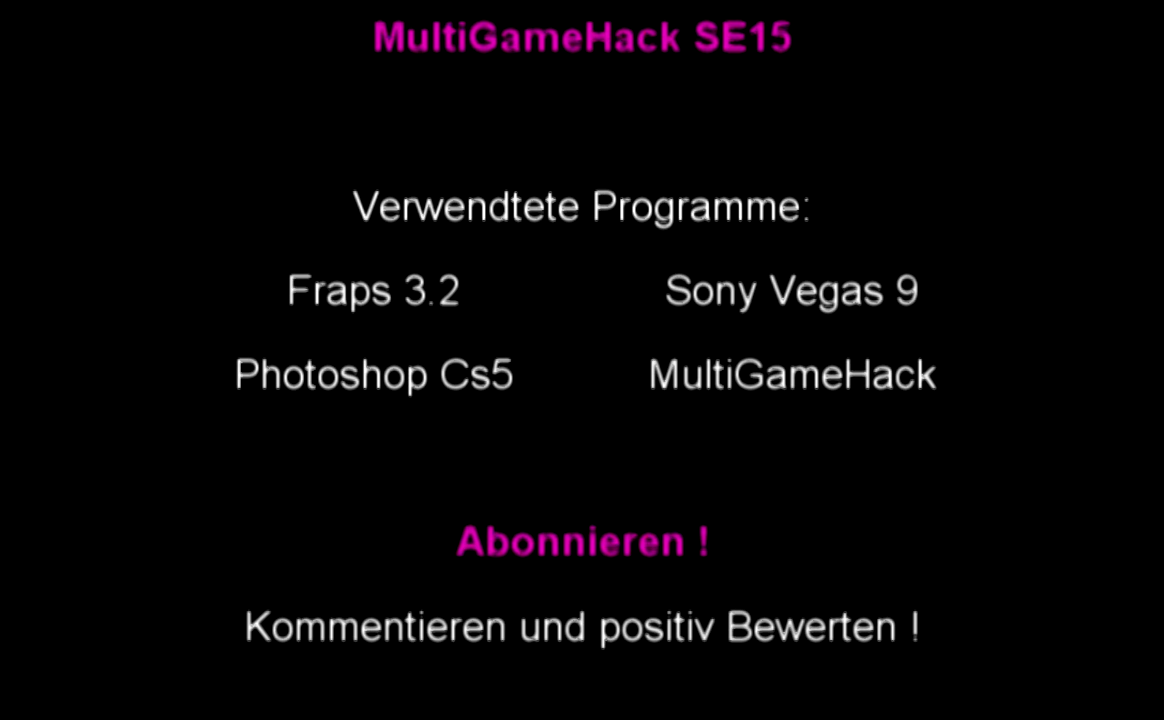 MultiGameHack SE15
Verwendtete Programme:
Fraps 3.2 Sony Vegas 9
Photoshop Cs5 MultiGameHack
Abonnieren !
Kommentieren und positiv Bewerten !